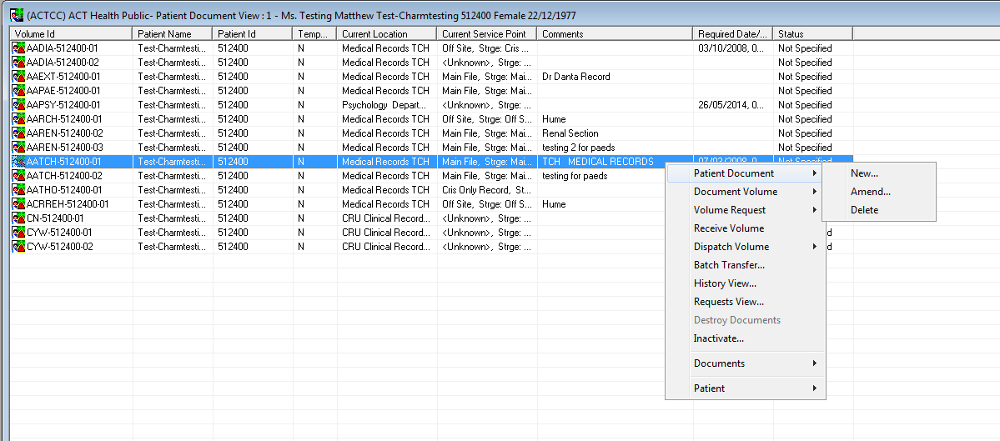 (ACTCC) ACT Health Public- Patient Document View : 1 - Ms. Testing Matthew Test-Charmtesting 512400 Female 22/12/1977
Volume Id Patient Name Patient Id Temp... Current Location Current Service Point Comments Required Date/... Status
AADIA-512400-01 Test-Charmtesti... 512400 N Medical Records TCH Off Site, Strge: Cris ... 03/10/2008, 0... Not Specified
AADIA-512400-02 Test-Charmtesti... 512400 N Medical Records TCH <Unknown>, Strge: ... Not Specified
AAEXT-512400-01 Test-Charmtesti... 512400 N Medical Records TCH Main File, Strge: Mai... Dr Danta Record Not Specified
AAPAE-512400-01 Test-Charmtesti... 512400 N Medical Records TCH Main File, Strge: Mai... Not Specified
AAPSY-512400-01 Test-Charmtesti... 512400 N Psychology Depart... <Unknown>, Strge: ... 26/05/2014, 0... Not Specified
AARCH-512400-01 Test-Charmtesti... 512400 N Medical Records TCH Off Site, Strge: Off S... Hume Not Specified
AAREN-512400-02 Test-Charmtesti... 512400 N Medical Records TCH Main File, Strge: Mai... Renal Section Not Specified
AAREN-512400-03 Test-Charmtesti... 512400 N Medical Records TCH Main File, Strge: Mai... testing 2 for paeds Not Specified
AATCH-512400-01 Test-Charmtesti... 512400 N Medical Records TCH Main File, Strge: Mai... TCH MEDICAL RECORDS 07/03/2008, 0... Not Specified
AATCH-512400-02 Test-Charmtesti... 512400 N Medical Records TCH Main File, Strge: Mai... testing for paeds
AATHO-512400-01 Test-Charmtesti... 512400 N Medical Records TCH Cris Only Record, St...
ACRREH-512400-01 Test-Charmtesti... 512400 N Medical Records TCH Off Site, Strge: Off S... Hume
CN-512400-01 Test-Charmtesti... 512400 N CRU Clinical Record... <Unknown>, Strge: ...
CYW-512400-01 Test-Charmtesti... 512400 N CRU Clinical Record... <Unknown>, Strge: ... d
CYW-512400-02 Test-Charmtesti... 512400 N CRU Clinical Record... <Unknown>, Strge: ... d
Patient Document
Document Volume
Volume Request
Receive Volume
Dispatch Volume
Batch Transfer...
History View...
Requests View...
Destroy Documents
Inactivate...
Documents
Patient
New...
Amend...
Delete